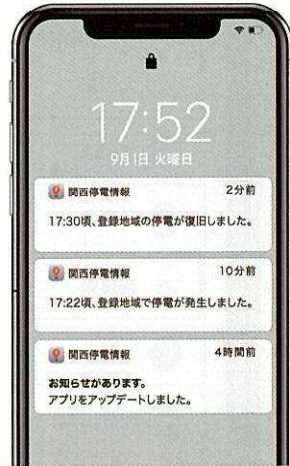 17:52
9月1日 火曜日
関西停電情報 2分前
17:30頃、登録地域の停電が復旧しました。
関西停電情報 10分前
17:22頃、登録地域で停電が発生しました。
関西停電情報 4時間前
お知らせがあります。
アプリをアップデートしました。